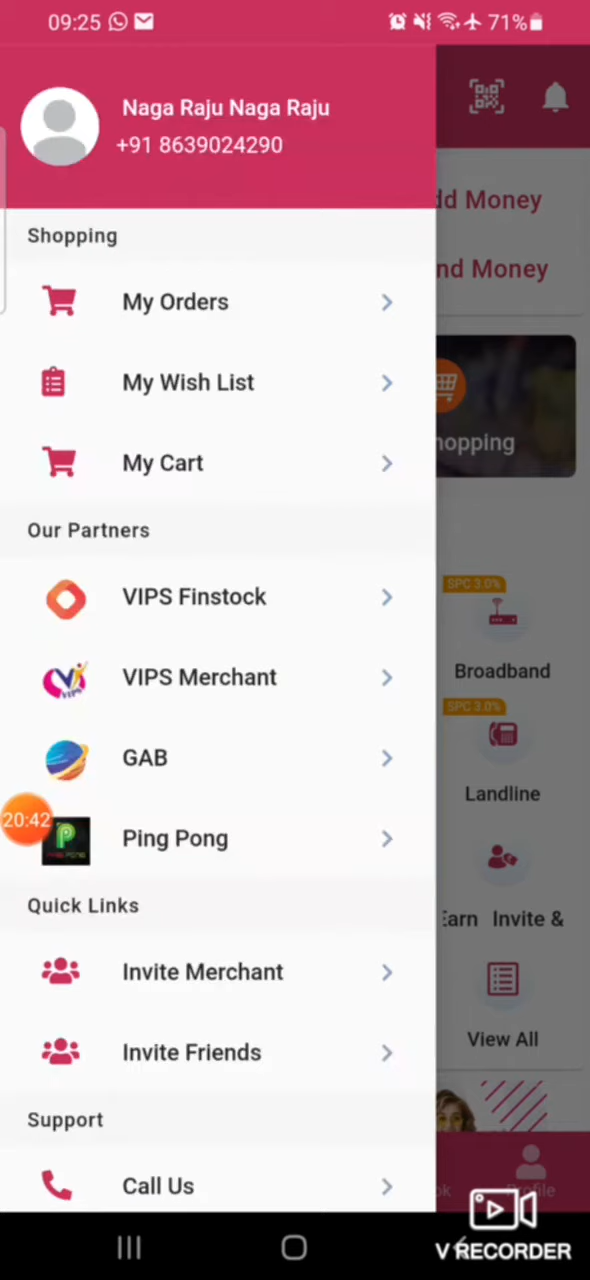 09:25
71%
Naga Raju Naga Raju
+91 8639024290
dd Money
nd Money
Shopping
My Orders
My Wish List
hopping
My Cart
Our Partners
SPC 3.0%
VIPS Finstock
Broadband
VIPS Merchant
SPC 3.0%
GAB
Landline
20:42
Ping Pong
Quick Links
Earn Invite &
Invite Merchant
View All
Invite Friends
Support
Call Us
ok
Profile
V RECORDER